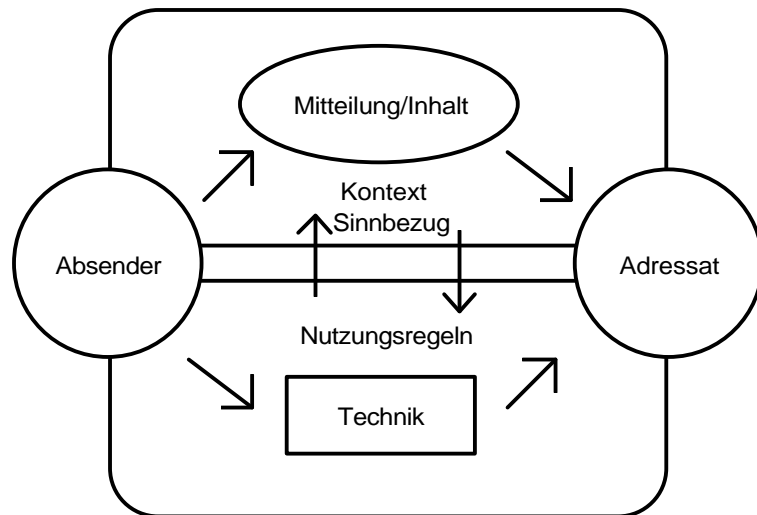 Mitteilung/Inhalt
Kontext
Sinnbezug
Absender
Adressat
Nutzungsregeln
Technik